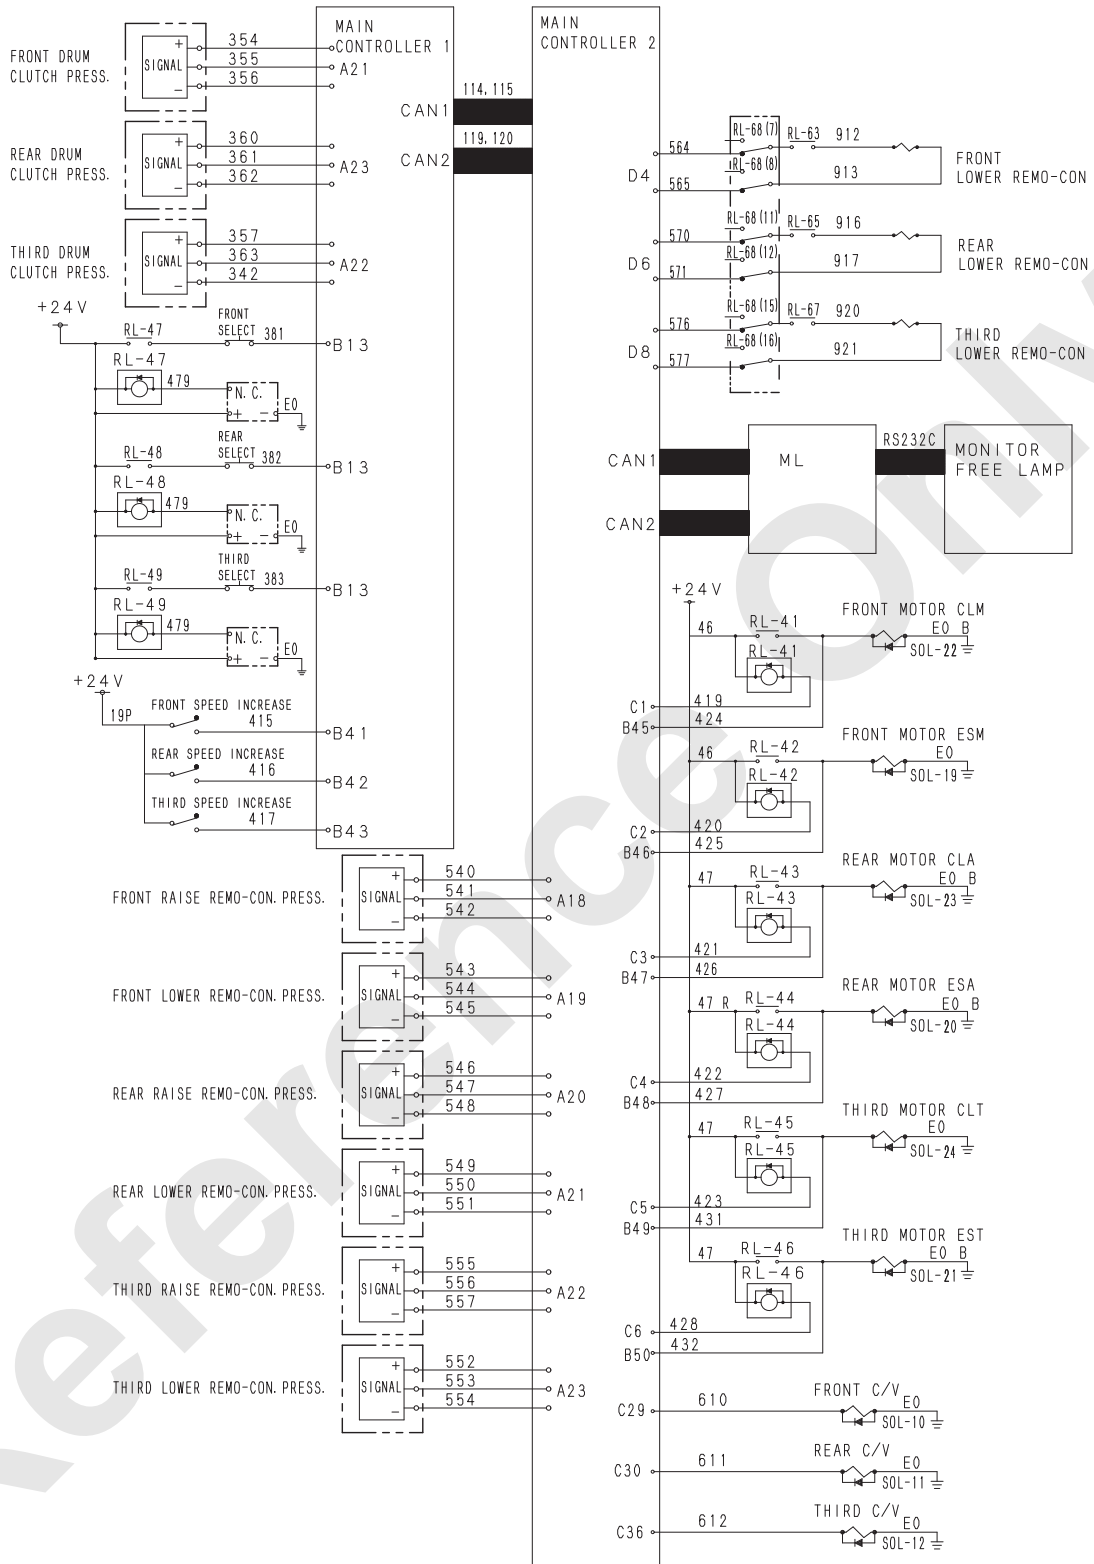 MAIN
CONTROLLER 1
MAIN
CONTROLLER 2
FRONT DRUM
CLUTCH PRESS.
+
SIGNAL
−
354
355
356
A21
REAR DRUM
CLUTCH PRESS.
+
SIGNAL
−
360
361
362
A23
THIRD DRUM
CLUTCH PRESS.
+
SIGNAL
−
357
363
342
A22
CAN1
114, 115
CAN2
119, 120
+24V
RL-47
FRONT
SELECT
381
B13
RL-47
479
N.C.
+ −
E0
RL-48
REAR
SELECT
382
B13
RL-48
479
N.C.
+ −
E0
RL-49
THIRD
SELECT
383
B13
RL-49
479
N.C.
+ −
E0
+24V
19P
FRONT SPEED INCREASE
415
B41
REAR SPEED INCREASE
416
B42
THIRD SPEED INCREASE
417
B43
FRONT RAISE REMO-CON. PRESS.
+
SIGNAL
−
540
541
542
A18
FRONT LOWER REMO-CON. PRESS.
+
SIGNAL
−
543
544
545
A19
REAR RAISE REMO-CON. PRESS.
+
SIGNAL
−
546
547
548
A20
REAR LOWER REMO-CON. PRESS.
+
SIGNAL
−
549
550
551
A21
THIRD RAISE REMO-CON. PRESS.
+
SIGNAL
−
555
556
557
A22
THIRD LOWER REMO-CON. PRESS.
+
SIGNAL
−
552
553
554
A23
D4
564
565
RL-68(7)
RL-68(8)
RL-63
912
913
FRONT
LOWER REMO-CON
D6
570
571
RL-68(11)
RL-68(12)
RL-65
916
917
REAR
LOWER REMO-CON
D8
576
577
RL-68(15)
RL-68(16)
RL-67
920
921
THIRD
LOWER REMO-CON
CAN1
CAN2
ML
RS232C
MONITOR
FREE LAMP
+24V
46
RL-41
RL-41
FRONT MOTOR CLM
E0 B
SOL-22
C1
419
B45
424
46
RL-42
RL-42
FRONT MOTOR ESM
E0
SOL-19
C2
420
B46
425
47
RL-43
RL-43
REAR MOTOR CLA
E0 B
SOL-23
C3
421
B47
426
47 R
RL-44
RL-44
REAR MOTOR ESA
E0 B
SOL-20
C4
422
B48
427
47
RL-45
RL-45
THIRD MOTOR CLT
E0
SOL-24
C5
423
B49
431
47
RL-46
RL-46
THIRD MOTOR EST
E0 B
SOL-21
C6
428
B50
432
C29
610
FRONT C/V
E0
SOL-10
C30
611
REAR C/V
E0
SOL-11
C36
612
THIRD C/V
E0
SOL-12
Reference Only